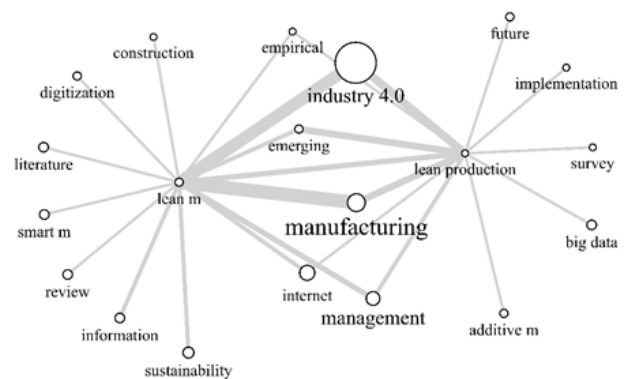 future
construction
empirical
implementation
digitization
industry 4.0
emerging
literature
lean production
survey
lean m
smart m
manufacturing
big data
review
internet
management
information
additive m
sustainability